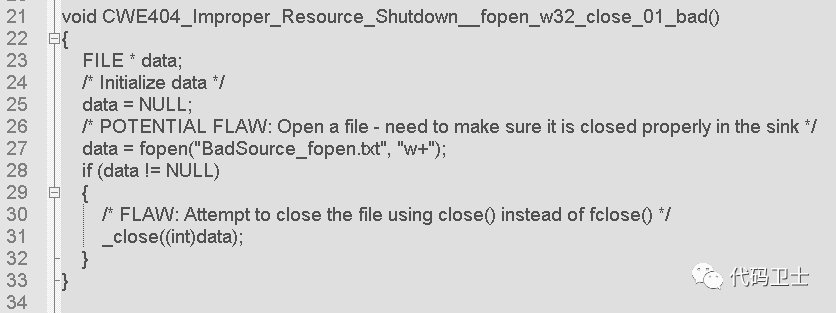 21 void CWE404_Improper_Resource_Shutdown__fopen_w32_close_01_bad()
22 {
23 FILE * data;
24 /* Initialize data */
25 data = NULL;
26 /* POTENTIAL FLAW: Open a file - need to make sure it is closed properly in the sink */
27 data = fopen("BadSource_fopen.txt", "w+");
28 if (data != NULL)
29 {
30 /* FLAW: Attempt to close the file using close() instead of fclose() */
31 _close((int)data);
32 }
33 }
34
代码卫士